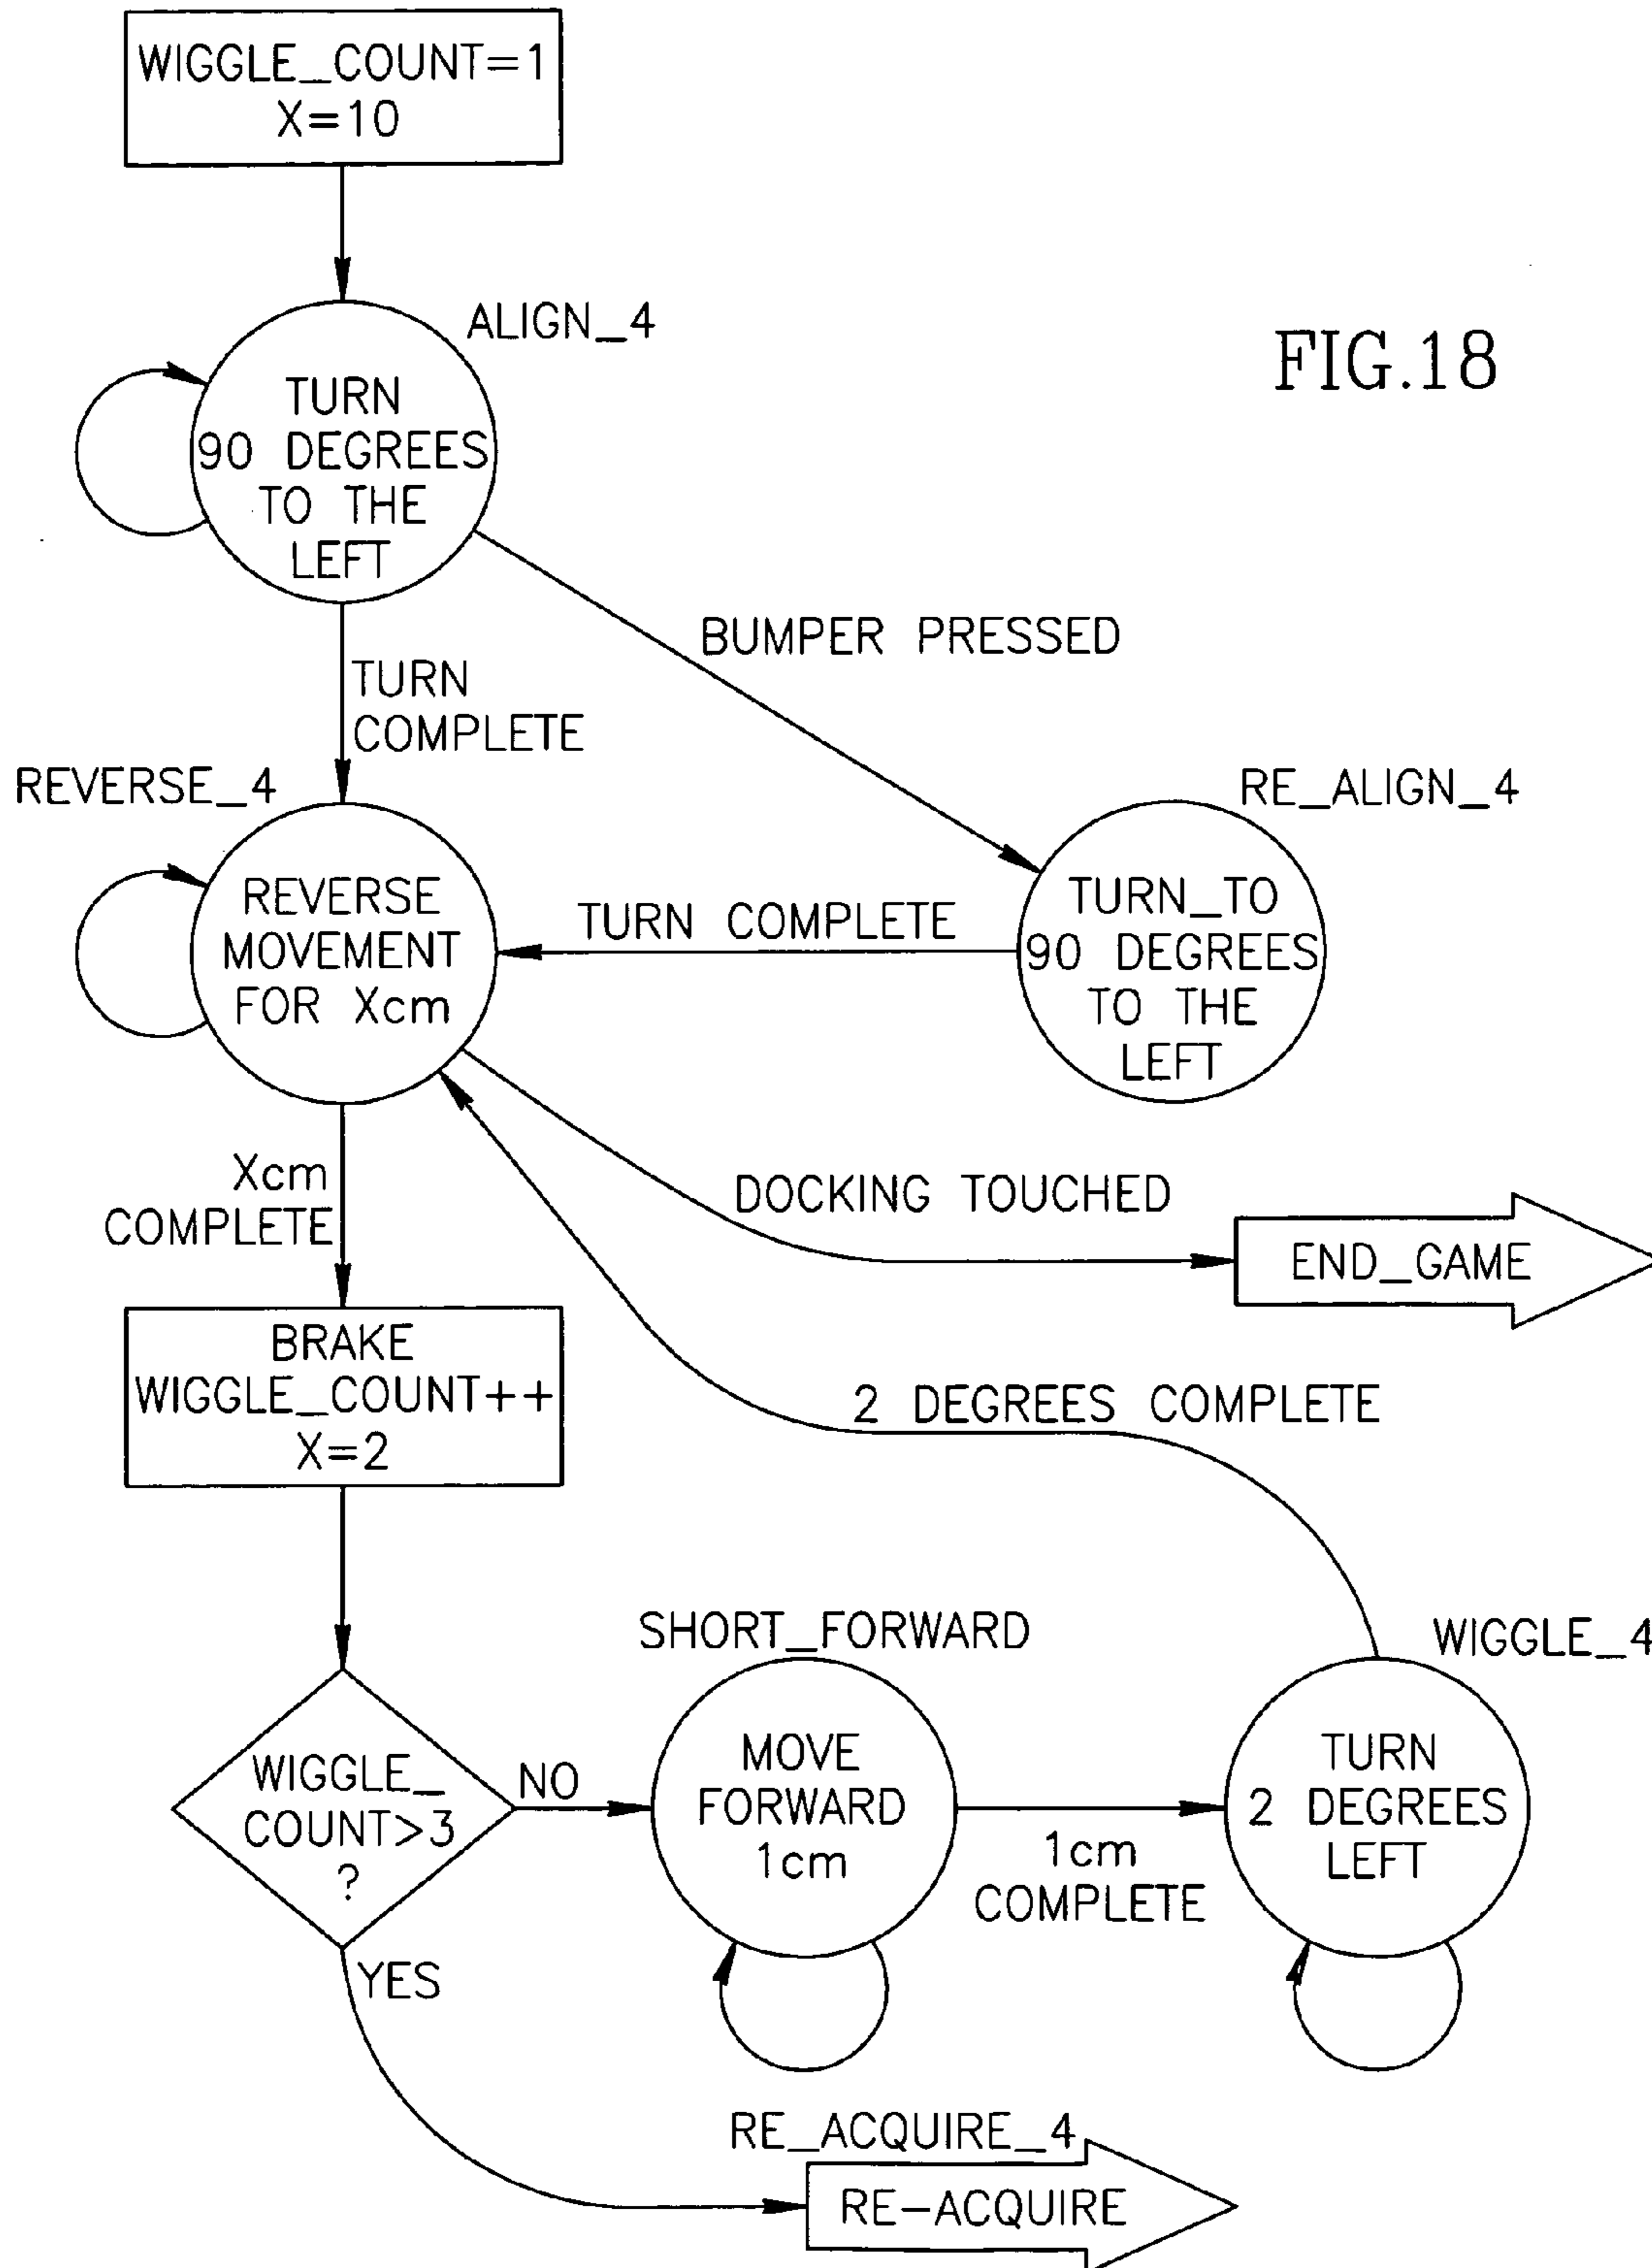 WIGGLE_COUNT=1
X=10
ALIGN_4
FIG.18
TURN
90 DEGREES
TO THE
LEFT
BUMPER PRESSED
TURN
COMPLETE
REVERSE_4
RE_ALIGN_4
REVERSE
MOVEMENT
FOR Xcm
TURN COMPLETE
TURN_TO
90 DEGREES
TO THE
LEFT
Xcm
COMPLETE
DOCKING TOUCHED
END_GAME
BRAKE
WIGGLE_COUNT++
X=2
2 DEGREES COMPLETE
SHORT_FORWARD
WIGGLE_4
WIGGLE_
COUNT>3
?
NO
MOVE
FORWARD
1cm
1cm
COMPLETE
TURN
2 DEGREES
LEFT
YES
RE_ACQUIRE_4
RE-ACQUIRE